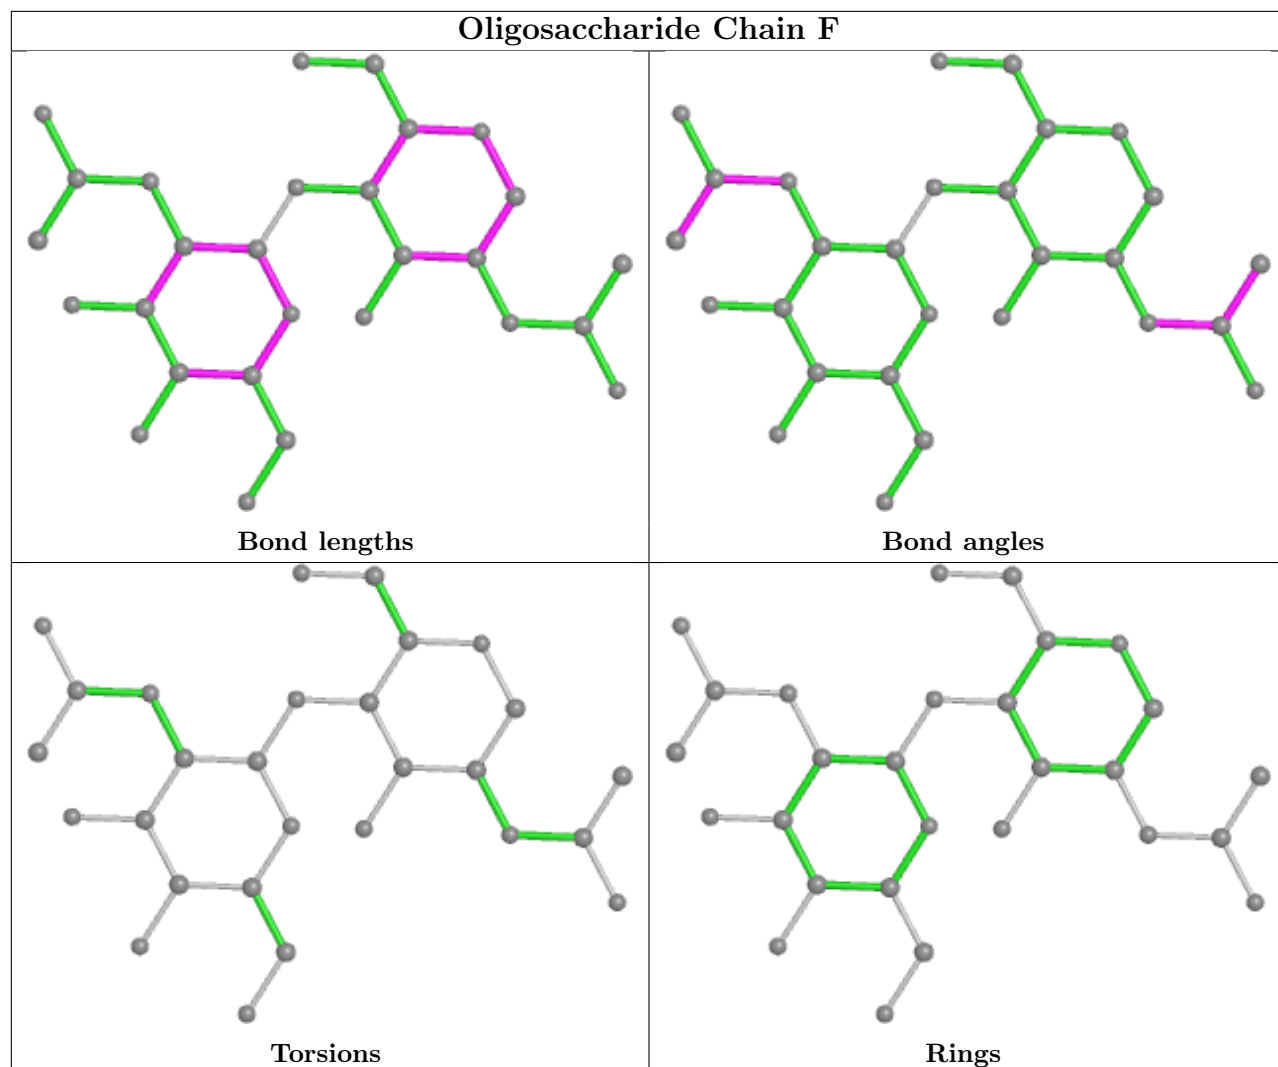 Oligosaccharide Chain F
Bond lengths
Bond angles
Torsions
Rings